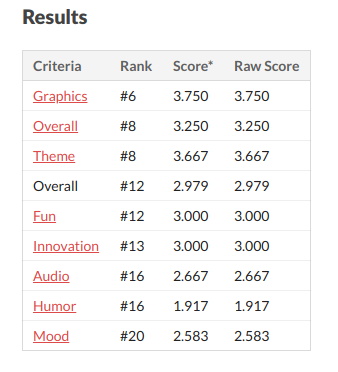 Results
Criteria Rank Score* Raw Score
Graphics #6 3.750 3.750
Overall #8 3.250 3.250
Theme #8 3.667 3.667
Overall #12 2.979 2.979
Fun #12 3.000 3.000
Innovation #13 3.000 3.000
Audio #16 2.667 2.667
Humor #16 1.917 1.917
Mood #20 2.583 2.583